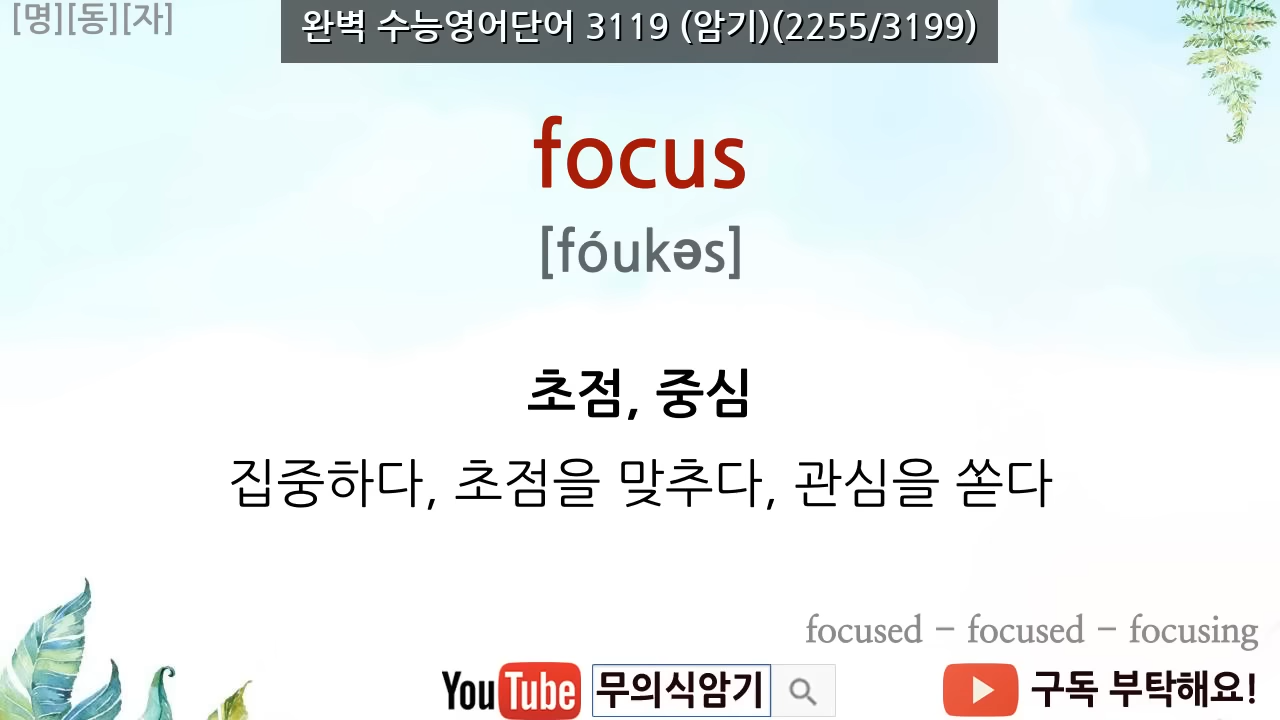 [명][동][자]
완벽 수능영어단어 3119 (암기)(2255/3199)
focus
[fóukəs]
초점, 중심
집중하다, 초점을 맞추다, 관심을 쏟다
focused - focused - focusing
YouTube 무의식암기
구독 부탁해요!